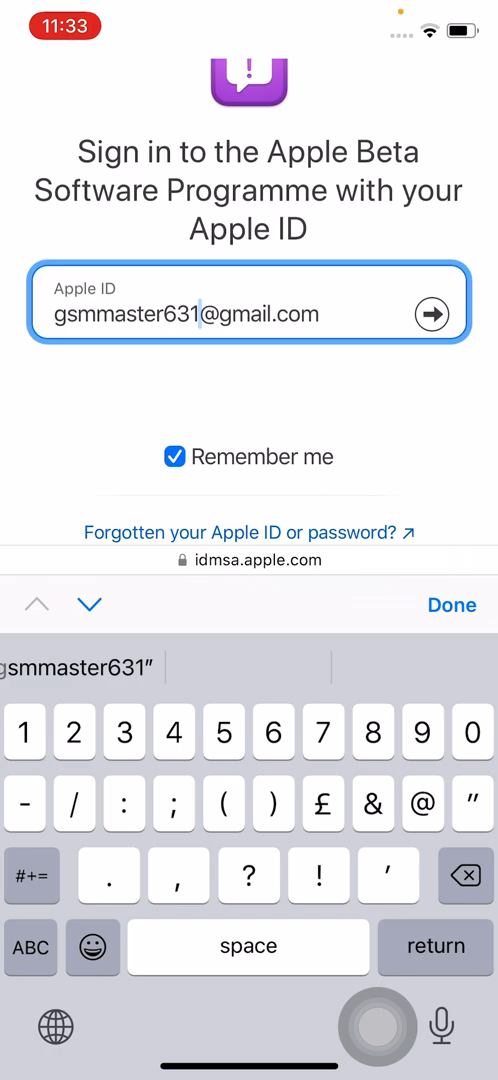 11:33
Sign in to the Apple Beta
Software Programme with your
Apple ID
Apple ID
gsmmaster631@gmail.com
Remember me
Forgotten your Apple ID or password? ↗
idmsa.apple.com
Done
gsmmaster631"
1 2 3 4 5 6 7 8 9 0
- / : ; ( ) £ & @ "
#+= . , ? ! '
ABC space return